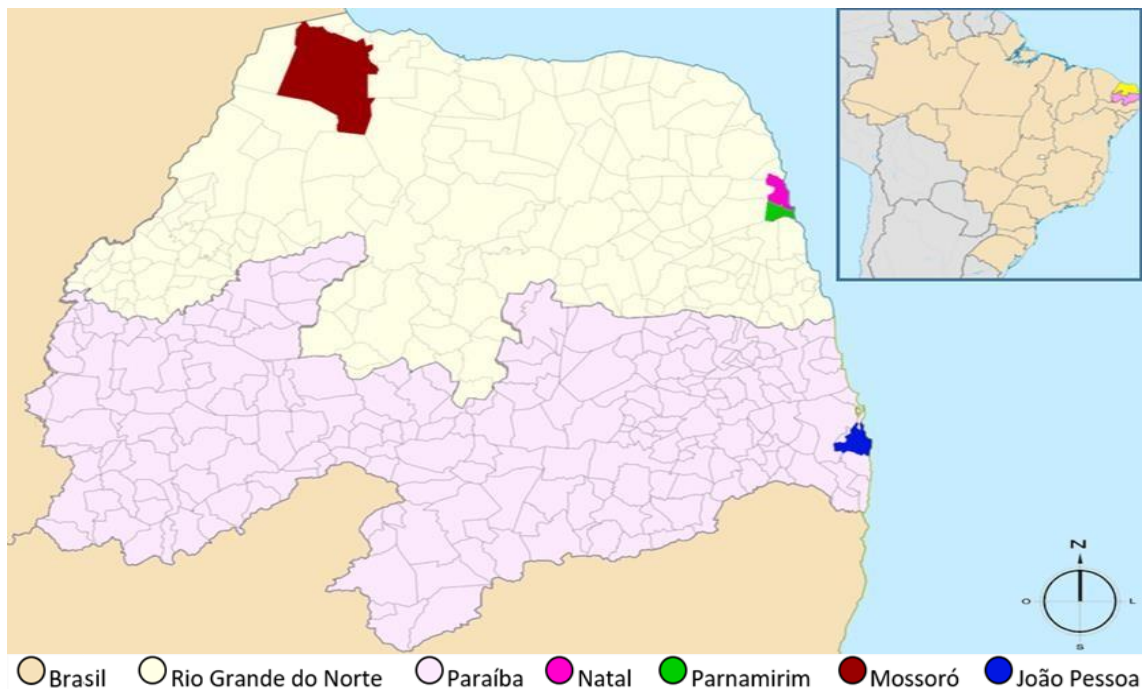 N
O L
S
Brasil Rio Grande do Norte Paraíba Natal Parnamirim Mossoró João Pessoa